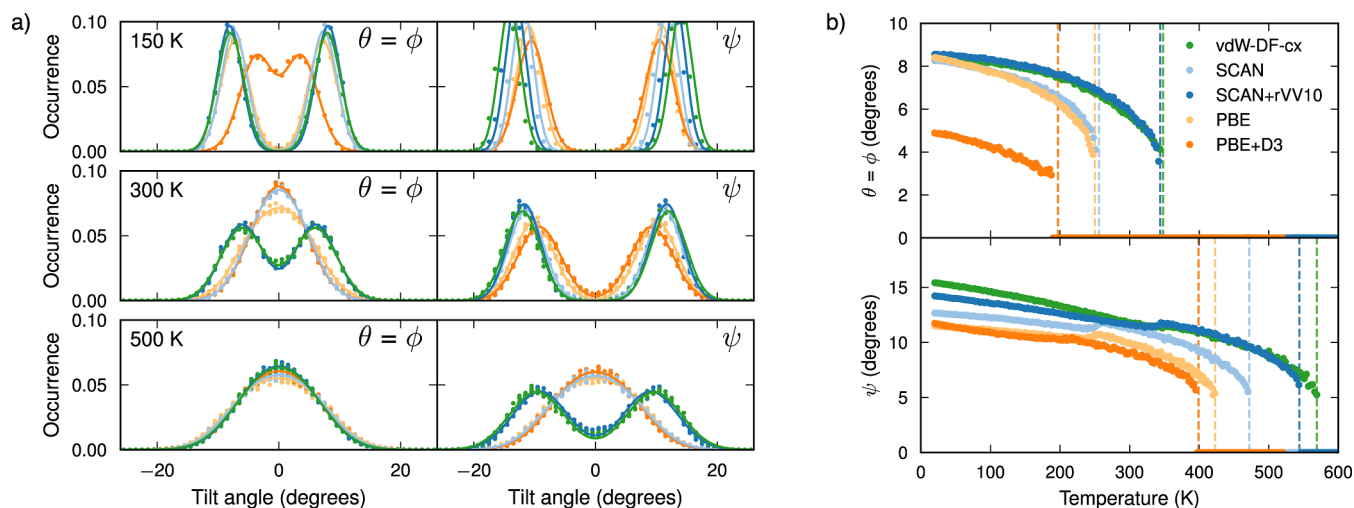 a)
150 K
θ = ϕ
ψ
Occurrence
0.10
0.05
0.00
300 K
θ = ϕ
ψ
Occurrence
0.10
0.05
0.00
500 K
θ = ϕ
ψ
Occurrence
0.10
0.05
0.00
−20 0 20
−20 0 20
Tilt angle (degrees)
Tilt angle (degrees)
b)
vdW-DF-cx
SCAN
SCAN+rVV10
PBE
PBE+D3
θ = ϕ (degrees)
10
8
6
4
2
0
ψ (degrees)
15
10
5
0
0 100 200 300 400 500 600
Temperature (K)